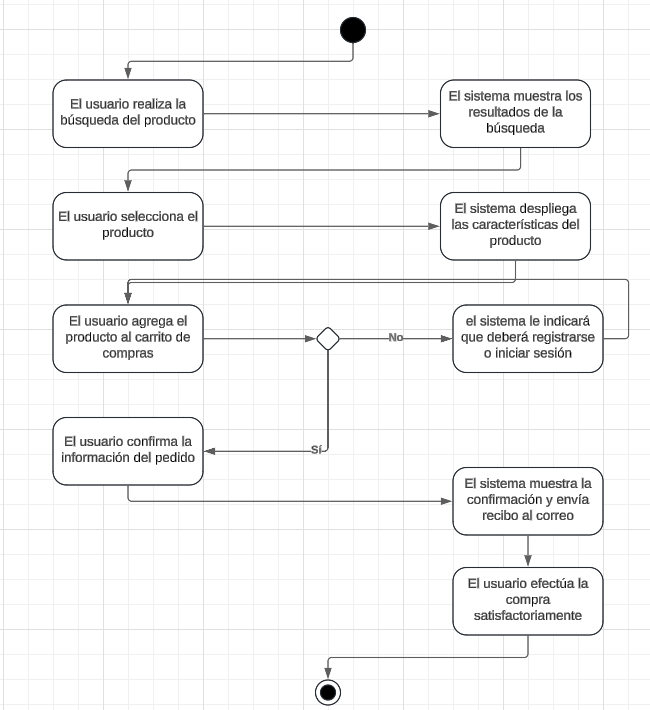 El usuario realiza la
búsqueda del producto
El sistema muestra los
resultados de la
búsqueda
El usuario selecciona el
producto
El sistema despliega
las características del
producto
El usuario agrega el
producto al carrito de
compras
No
el sistema le indicará
que deberá registrarse
o iniciar sesión
El usuario confirma la
información del pedido
Sí
El sistema muestra la
confirmación y envía
recibo al correo
El usuario efectúa la
compra
satisfactoriamente